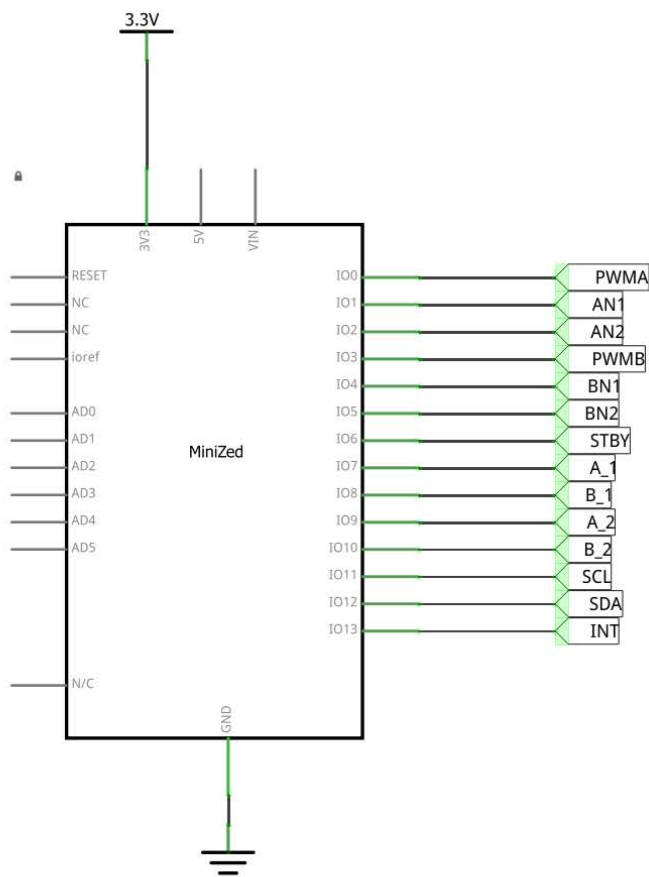 3.3V
3V3
5V
VIN
RESET
NC
NC
ioref
AD0
AD1
AD2
AD3
AD4
AD5
N/C
MiniZed
IO0 PWMA
IO1 AN1
IO2 AN2
IO3 PWMB
IO4 BN1
IO5 BN2
IO6 STBY
IO7 A_1
IO8 B_1
IO9 A_2
IO10 B_2
IO11 SCL
IO12 SDA
IO13 INT
GND